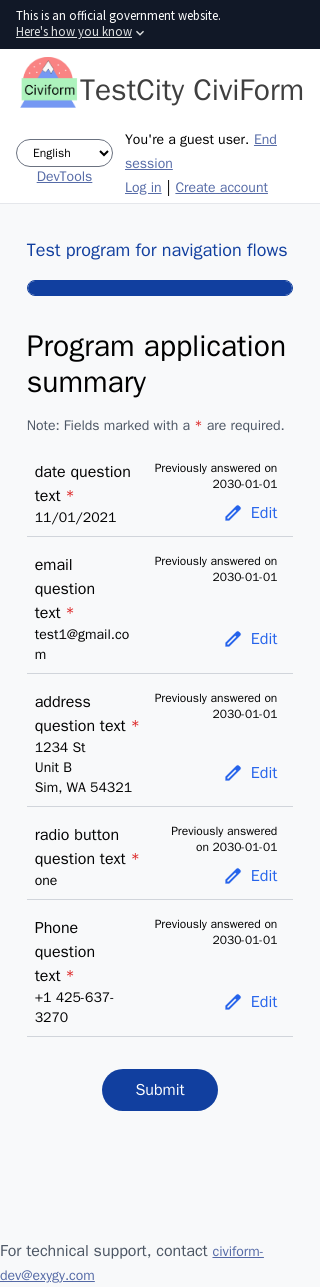 This is an official government website.
Here's how you know
Civiform
TestCity CiviForm
English
DevTools
You're a guest user. End
session
Log in | Create account
Test program for navigation flows
Program application
summary
Note: Fields marked with a * are required.
date question
text *
11/01/2021
Previously answered on
2030-01-01
Edit
email
question
text *
test1@gmail.co
m
Previously answered on
2030-01-01
Edit
address
question text *
1234 St
Unit B
Sim, WA 54321
Previously answered on
2030-01-01
Edit
radio button
question text *
one
Previously answered
on 2030-01-01
Edit
Phone
question
text *
+1 425-637-
3270
Previously answered on
2030-01-01
Edit
Submit
For technical support, contact civiform-
dev@exygy.com